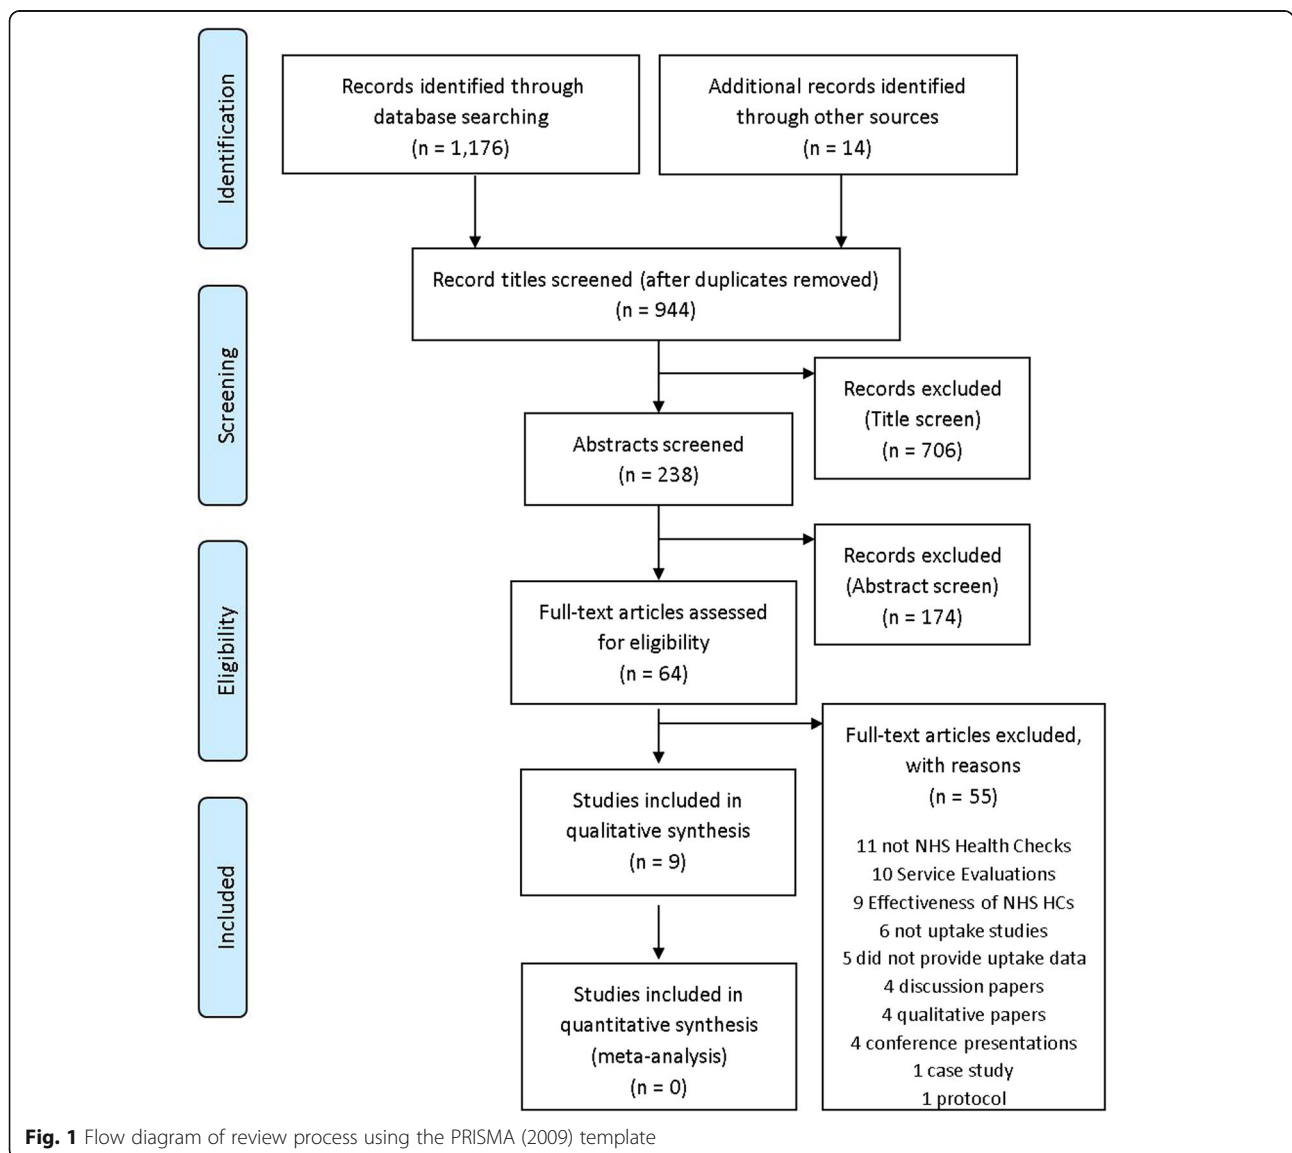 Identification
Records identified through
database searching
(n = 1,176)
Additional records identified
through other sources
(n = 14)
Record titles screened (after duplicates removed)
(n = 944)
Screening
Records excluded
(Title screen)
(n = 706)
Abstracts screened
(n = 238)
Records excluded
(Abstract screen)
(n = 174)
Eligibility
Full-text articles assessed
for eligibility
(n = 64)
Full-text articles excluded,
with reasons
(n = 55)
11 not NHS Health Checks
10 Service Evaluations
9 Effectiveness of NHS HCs
6 not uptake studies
5 did not provide uptake data
4 discussion papers
4 qualitative papers
4 conference presentations
1 case study
1 protocol
Included
Studies included in
qualitative synthesis
(n = 9)
Studies included in
quantitative synthesis
(meta-analysis)
(n = 0)
Fig. 1 Flow diagram of review process using the PRISMA (2009) template